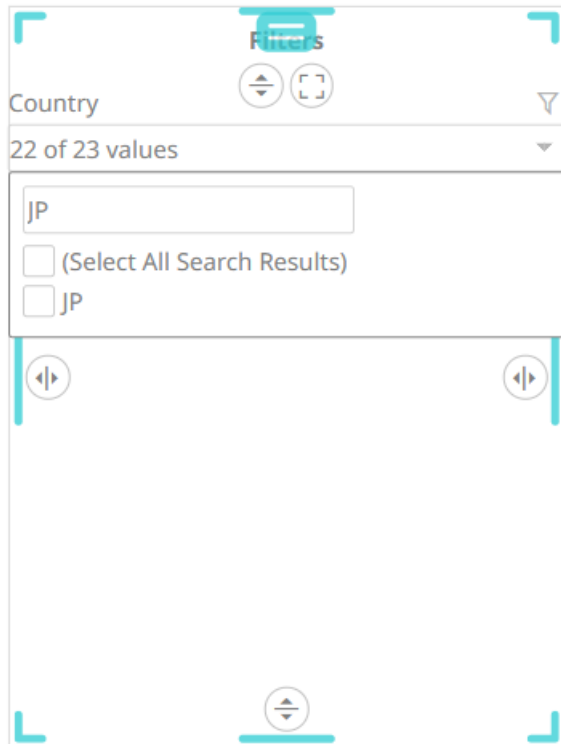 Filters
Country
22 of 23 values
JP
(Select All Search Results)
JP